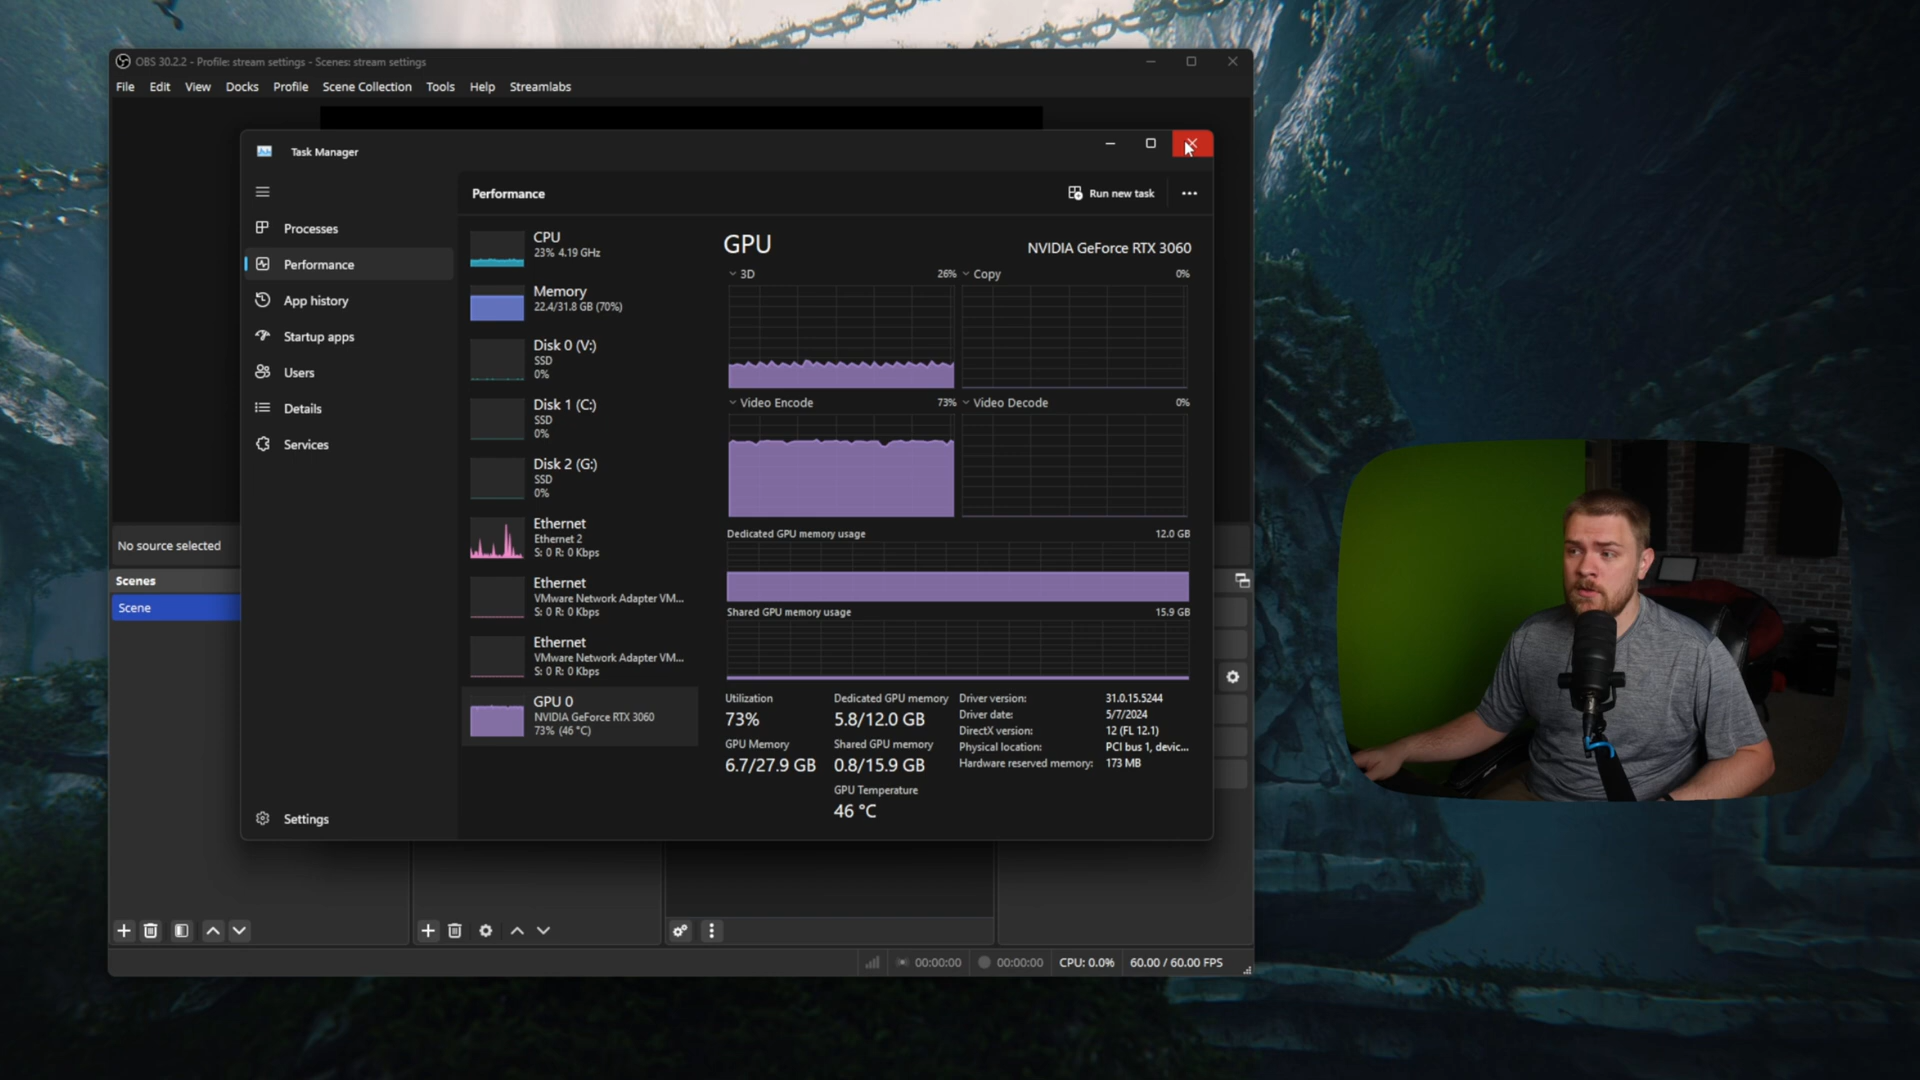 OBS 30.2.2 - Profile: stream settings - Scenes: stream settings
File Edit View Docks Profile Scene Collection Tools Help Streamlabs
Task Manager
Performance
Run new task
Processes
Performance
App history
Startup apps
Users
Details
Services
Settings
CPU
23% 4.19 GHz
Memory
22.4/31.8 GB (70%)
Disk 0 (V:)
SSD
0%
Disk 1 (C:)
SSD
0%
Disk 2 (G:)
SSD
0%
Ethernet
Ethernet 2
S: 0 R: 0 Kbps
Ethernet
VMware Network Adapter VM...
S: 0 R: 0 Kbps
Ethernet
VMware Network Adapter VM...
S: 0 R: 0 Kbps
GPU 0
NVIDIA GeForce RTX 3060
73% (46 °C)
GPU
NVIDIA GeForce RTX 3060
3D 26%
Copy 0%
Video Encode 73%
Video Decode 0%
Dedicated GPU memory usage 12.0 GB
Shared GPU memory usage 15.9 GB
Utilization
73%
Dedicated GPU memory
5.8/12.0 GB
GPU Memory
6.7/27.9 GB
Shared GPU memory
0.8/15.9 GB
GPU Temperature
46 °C
Driver version: 31.0.15.5244
Driver date: 5/7/2024
DirectX version: 12 (FL 12.1)
Physical location: PCI bus 1, devic...
Hardware reserved memory: 173 MB
No source selected
Scenes
Scene
00:00:00 00:00:00 CPU: 0.0% 60.00 / 60.00 FPS